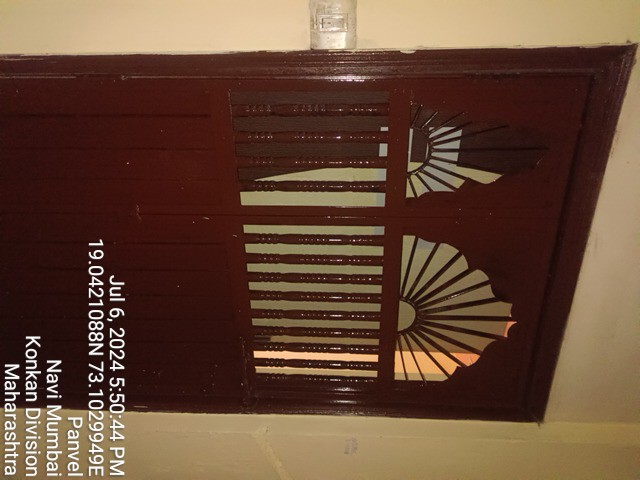 Jul 6, 2024 5:50:44 PM
19.0421088N 73.1029949E
Panvel
Navi Mumbai
Konkan Division
Maharashtra